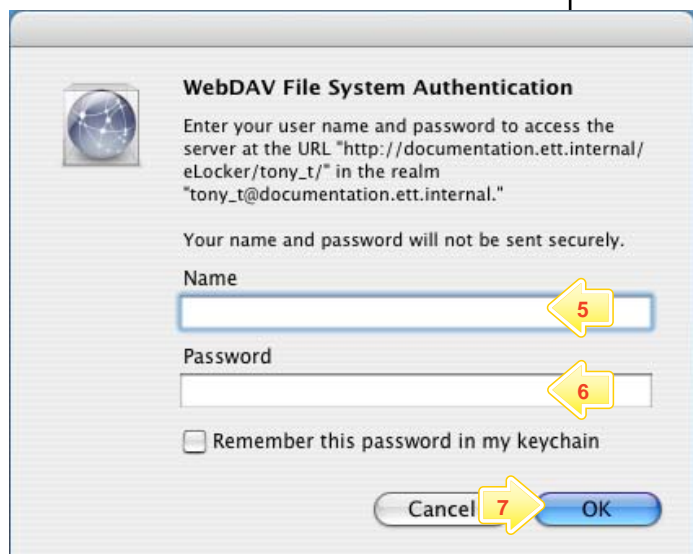 WebDAV File System Authentication
Enter your user name and password to access the
server at the URL "http://documentation.ett.internal/
eLocker/tony_t/" in the realm
"tony_t@documentation.ett.internal."
Your name and password will not be sent securely.
Name
5
Password
6
Remember this password in my keychain
Cancel 7 OK